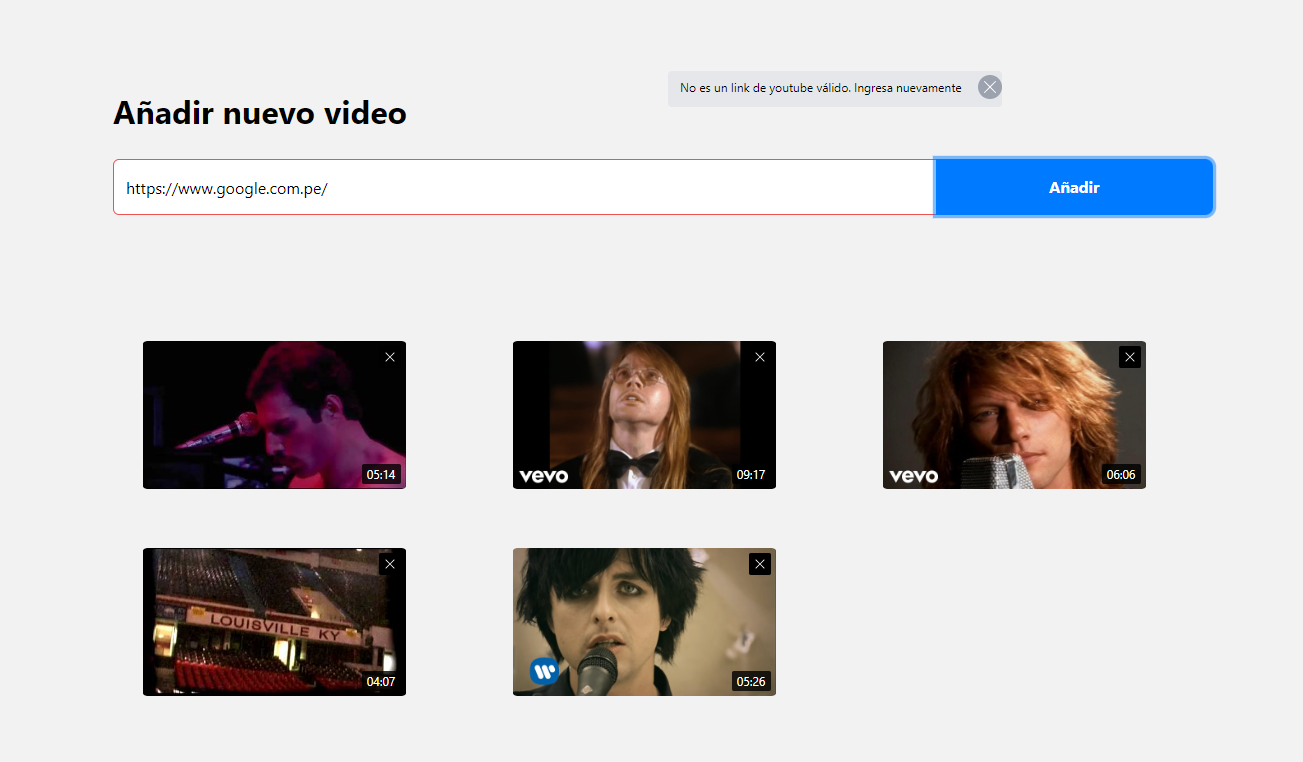 No es un link de youtube válido. Ingresa nuevamente
Añadir nuevo video
https://www.google.com.pe/
Añadir
05:14
vevo
09:17
vevo
06:06
LOUISVILLE KY
04:07
w
05:26